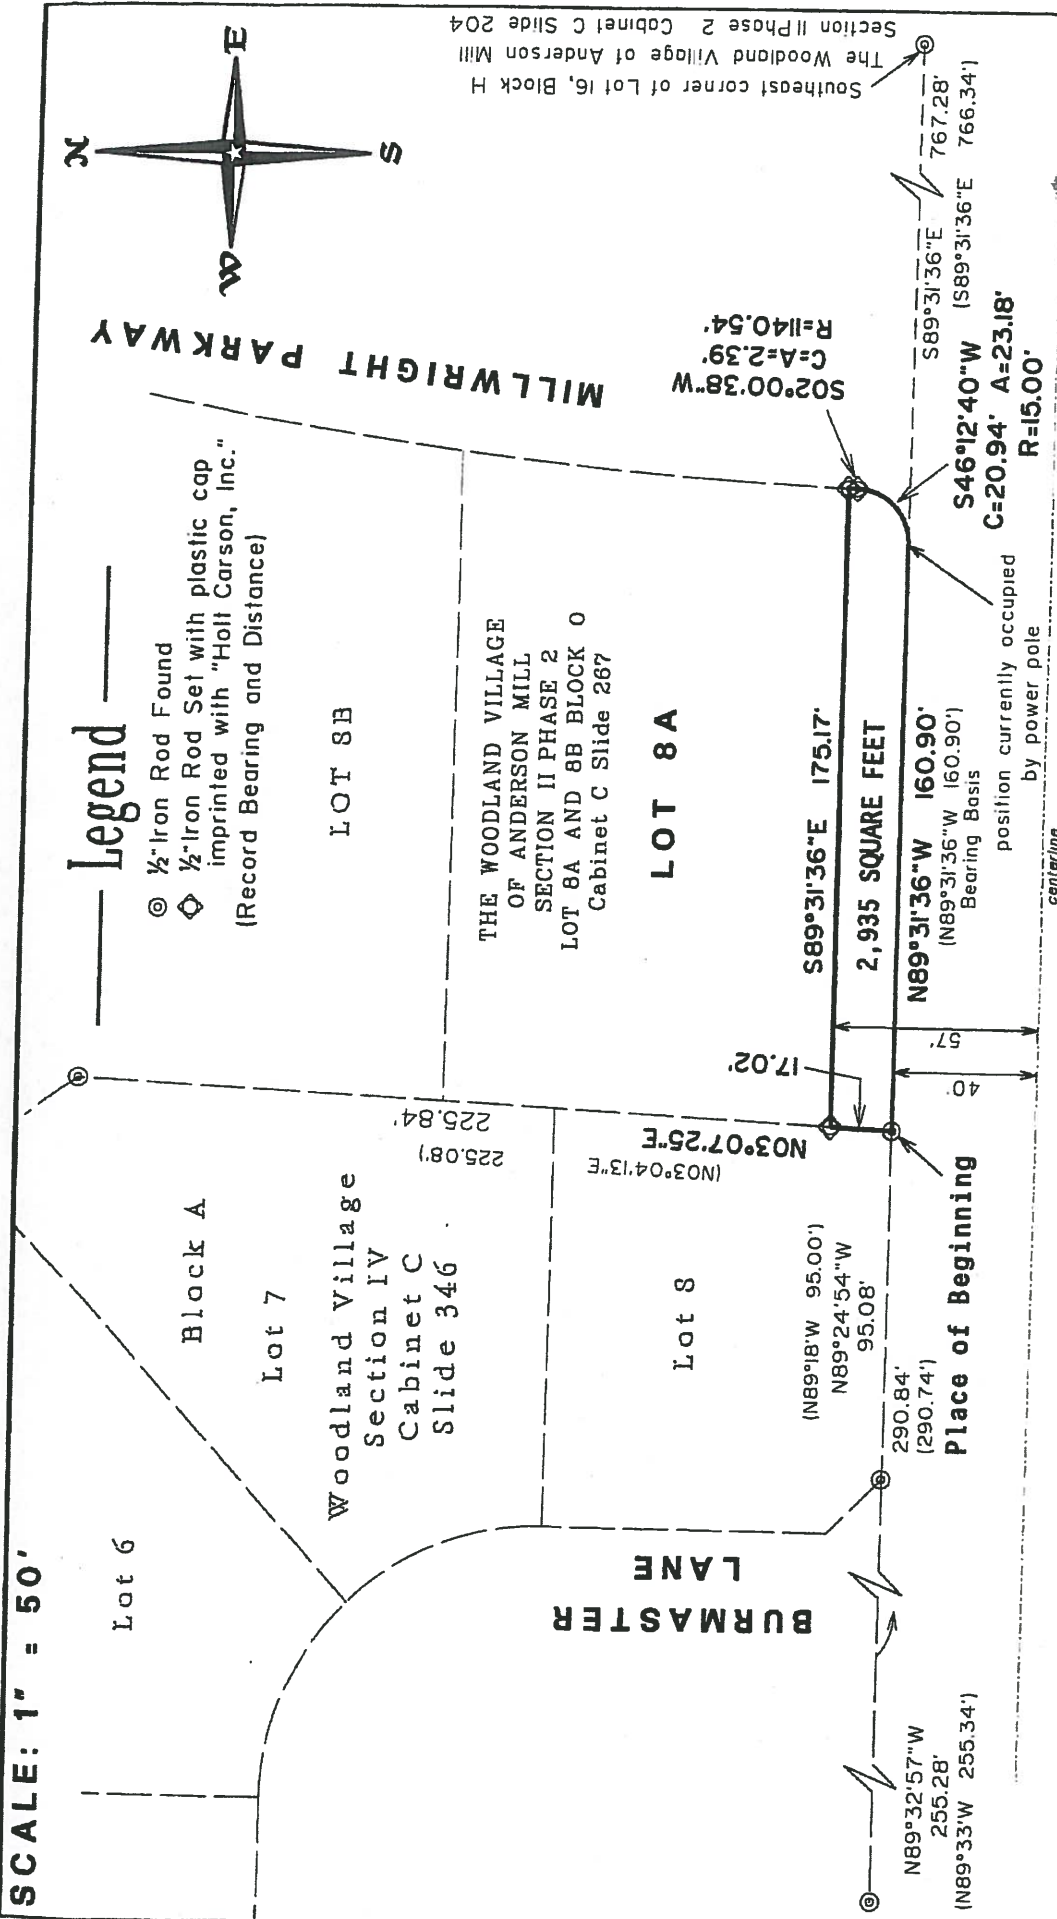 SCALE: 1" = 50'
Legend
½" Iron Rod Found
½" Iron Rod Set with plastic cap
imprinted with "Holt Carson, Inc."
(Record Bearing and Distance)
N
E
S
W
MILLWRIGHT PARKWAY
Lot 6
Block A
Lot 7
Woodland Village
Section IV
Cabinet C
Slide 346
Lot 8
BURMASTER
LANE
225.84'
225.08')
N03°07'25"E
(N03°04'13"E
17.02'
LOT 8B
THE WOODLAND VILLAGE
OF ANDERSON MILL
SECTION II PHASE 2
LOT 8A AND 8B BLOCK O
Cabinet C Slide 267
LOT 8A
S89°31'36"E 175.17'
2,935 SQUARE FEET
N89°31'36"W 160.90'
(N89°31'36"W 160.90')
Bearing Basis
57'
40'
S02°00'38"W
C=A=2.39'
R=1140.54'
S46°12'40"W
C=20.94' A=23.18'
R=15.00'
position currently occupied
by power pole
S89°31'36"E 767.28'
(S89°31'36"E 766.34')
Southeast corner of Lot 16, Block H
The Woodland Village of Anderson Mill
Section II Phase 2 Cabinet C Slide 204
(N89°18'W 95.00')
N89°24'54"W
95.08'
290.84'
(290.74')
Place of Beginning
N89°32'57"W
255.28'
(N89°33'W 255.34')
centerline